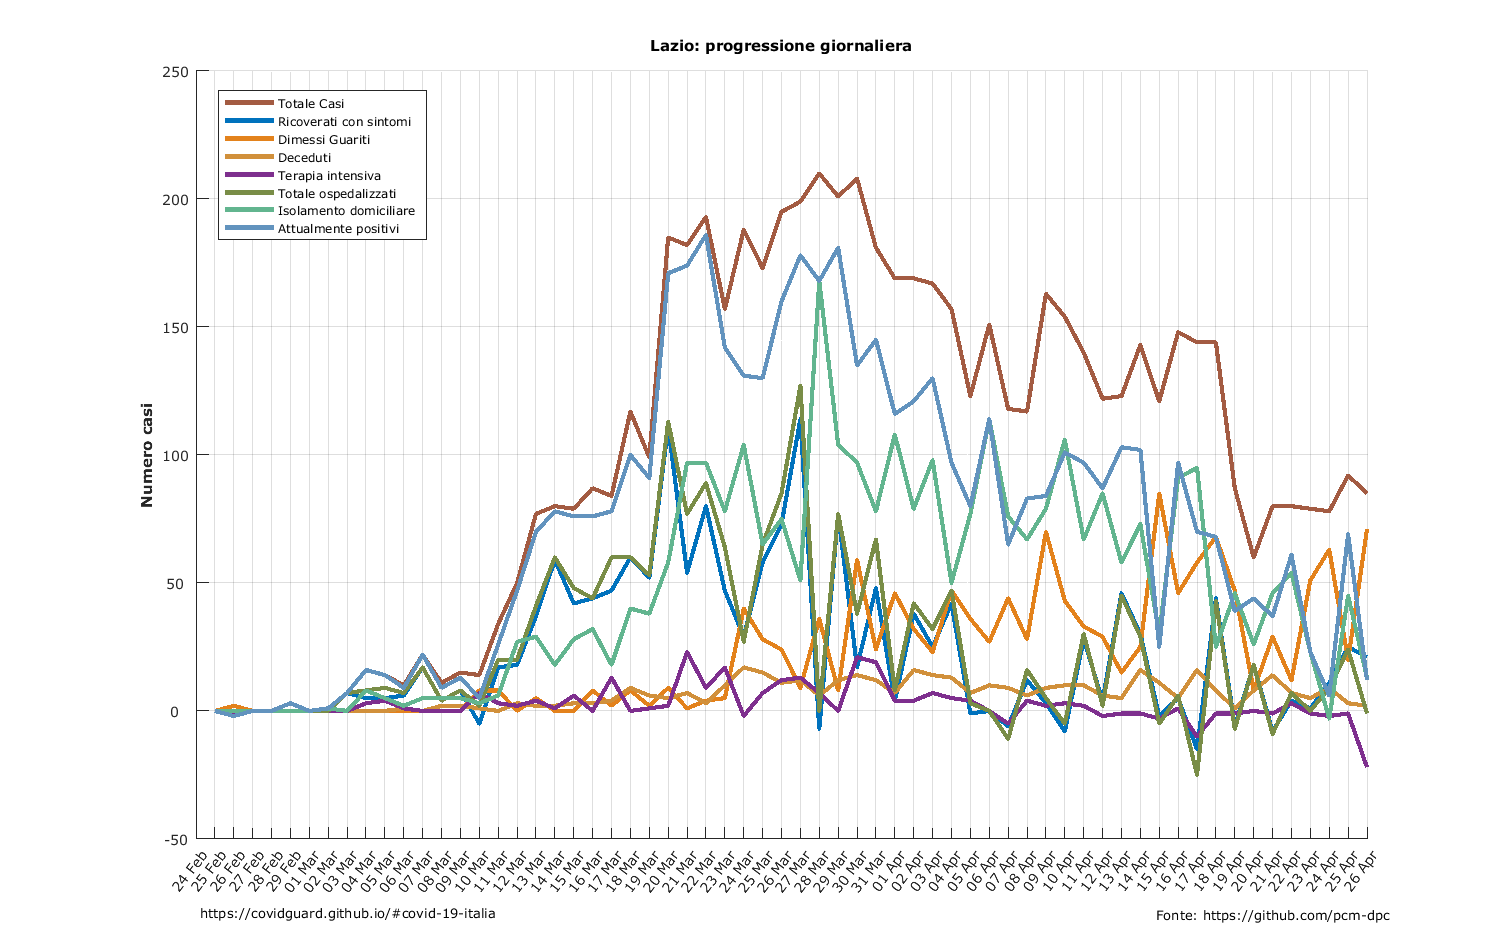 Lazio: progressione giornaliera
250
200
150
100
50
0
-50
Numero casi
Totale Casi
Ricoverati con sintomi
Dimessi Guariti
Deceduti
Terapia intensiva
Totale ospedalizzati
Isolamento domiciliare
Attualmente positivi
24 Feb
25 Feb
26 Feb
27 Feb
28 Feb
29 Feb
01 Mar
02 Mar
03 Mar
04 Mar
05 Mar
06 Mar
07 Mar
08 Mar
09 Mar
10 Mar
11 Mar
12 Mar
13 Mar
14 Mar
15 Mar
16 Mar
17 Mar
18 Mar
19 Mar
20 Mar
21 Mar
22 Mar
23 Mar
24 Mar
25 Mar
26 Mar
27 Mar
28 Mar
29 Mar
30 Mar
31 Mar
01 Apr
02 Apr
03 Apr
04 Apr
05 Apr
06 Apr
07 Apr
08 Apr
09 Apr
10 Apr
11 Apr
12 Apr
13 Apr
14 Apr
15 Apr
16 Apr
17 Apr
18 Apr
19 Apr
20 Apr
21 Apr
22 Apr
23 Apr
24 Apr
25 Apr
26 Apr
https://covidguard.github.io/#covid-19-italia
Fonte: https://github.com/pcm-dpc